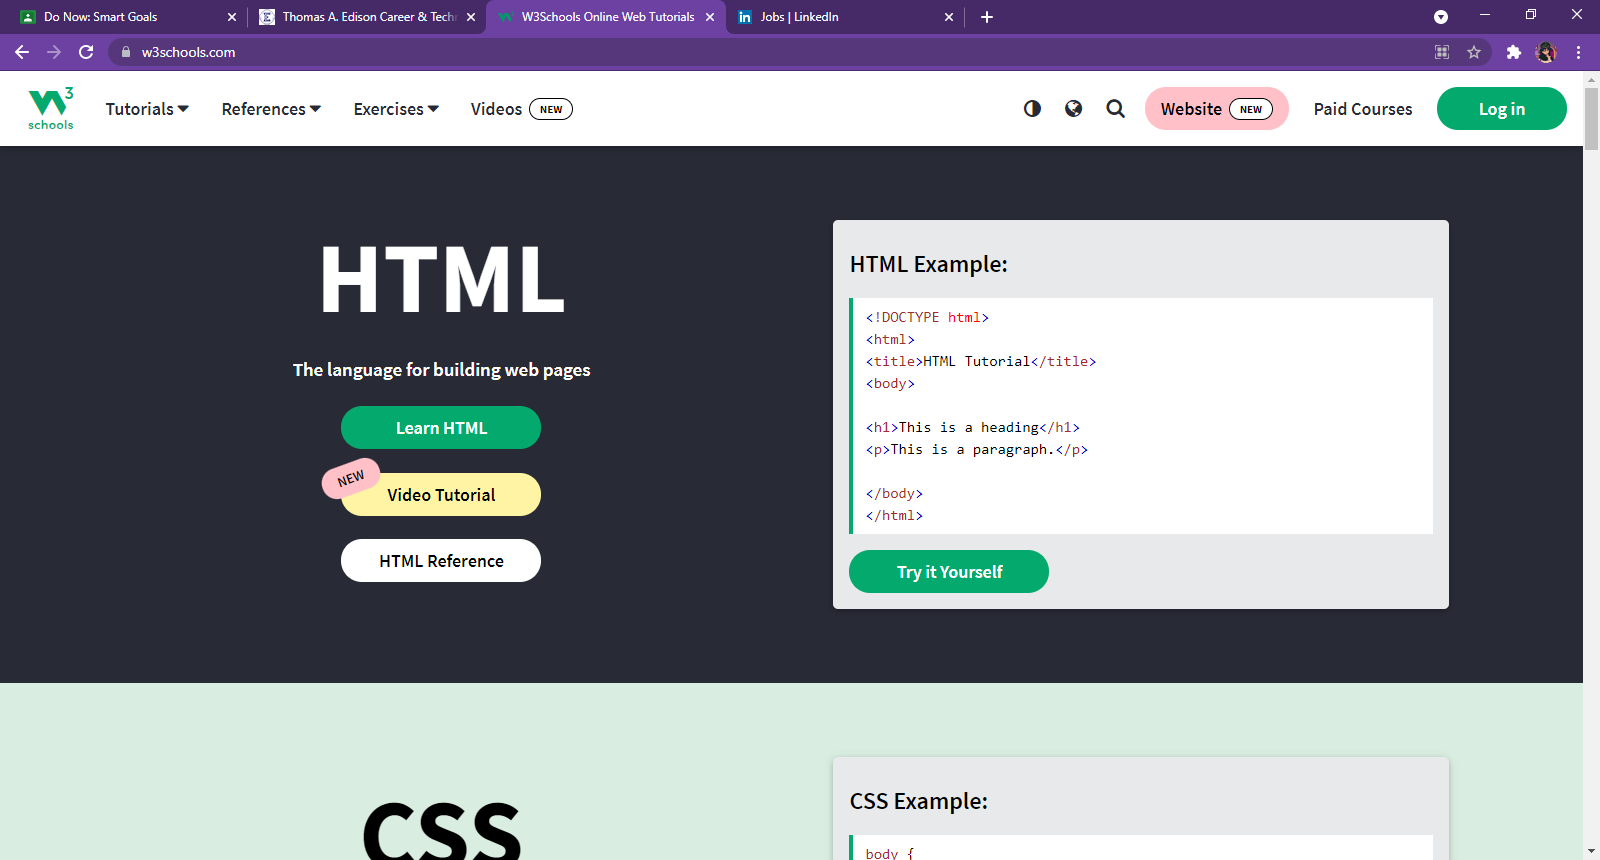 Do Now: Smart Goals
Thomas A. Edison Career & Techn
W3Schools Online Web Tutorials
in Jobs | LinkedIn
w3schools.com
W3 schools
Tutorials
References
Exercises
Videos NEW
Website NEW
Paid Courses
Log in
HTML
The language for building web pages
Learn HTML
NEW
Video Tutorial
HTML Reference
HTML Example:
<!DOCTYPE html>
<html>
<title>HTML Tutorial</title>
<body>
<h1>This is a heading</h1>
<p>This is a paragraph.</p>
</body>
</html>
Try it Yourself
CSS
CSS Example:
body {